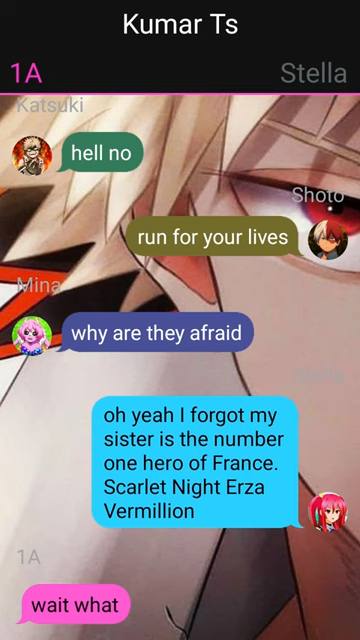 Kumar Ts
1A Stella
Katsuki
hell no
Shoto
run for your lives
Mina
why are they afraid
oh yeah I forgot my
sister is the number
one hero of France.
Scarlet Night Erza
Vermillion
1A
wait what